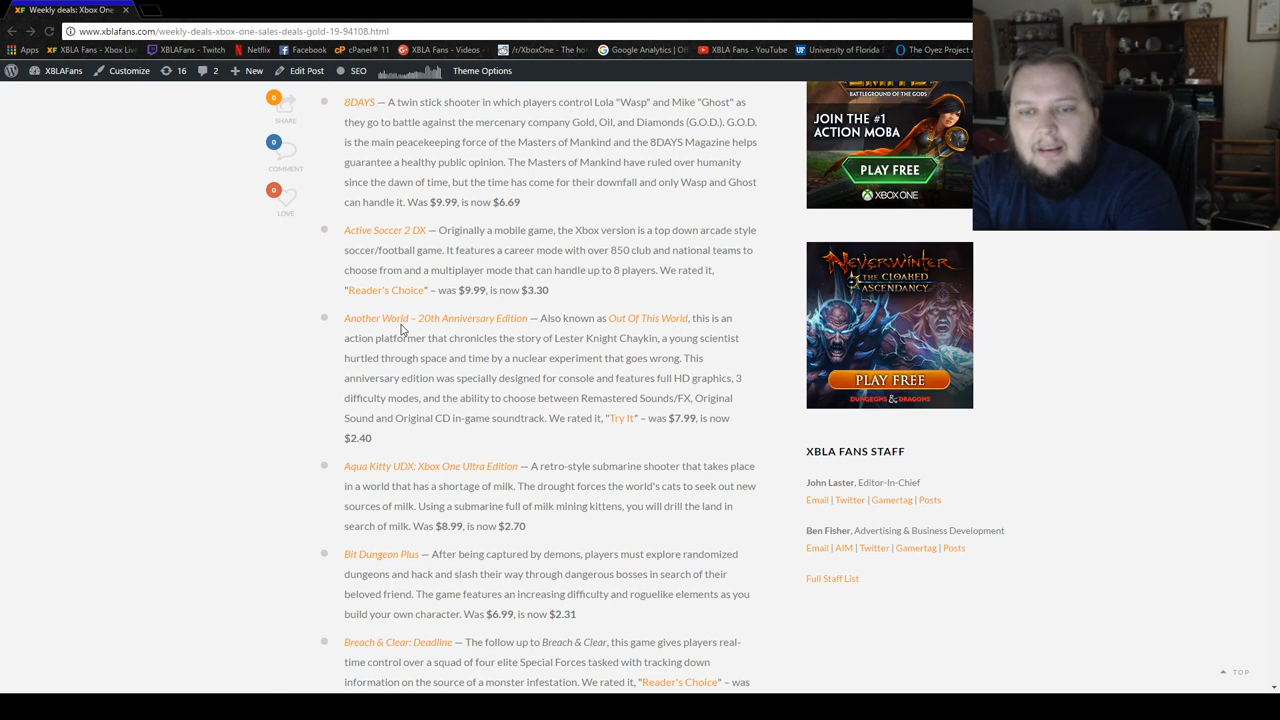 Weekly deals: Xbox One
www.xblafans.com/weekly-deals-xbox-one-sales-deals-gold-19-94108.html
Apps XBLA Fans - Xbox Liv XBLAFans - Twitch Netflix Facebook cPanel® 11 XBLA Fans - Videos - /r/XboxOne - The ho Google Analytics | Of XBLA Fans - YouTube University of Florida The Oyez Project a
XBLAFans Customize 16 2 New Edit Post SEO Theme Options
0
SHARE
0
COMMENT
0
LOVE
8DAYS — A twin stick shooter in which players control Lola "Wasp" and Mike "Ghost" as
they go to battle against the mercenary company Gold, Oil, and Diamonds (G.O.D.). G.O.D.
is the main peacekeeping force of the Masters of Mankind and the 8DAYS Magazine helps
guarantee a healthy public opinion. The Masters of Mankind have ruled over humanity
since the dawn of time, but the time has come for their downfall and only Wasp and Ghost
can handle it. Was $9.99, is now $6.69
Active Soccer 2 DX — Originally a mobile game, the Xbox version is a top down arcade style
soccer/football game. It features a career mode with over 850 club and national teams to
choose from and a multiplayer mode that can handle up to 8 players. We rated it,
"Reader's Choice" – was $9.99, is now $3.30
Another World – 20th Anniversary Edition — Also known as Out Of This World, this is an
action platformer that chronicles the story of Lester Knight Chaykin, a young scientist
hurtled through space and time by a nuclear experiment that goes wrong. This
anniversary edition was specially designed for console and features full HD graphics, 3
difficulty modes, and the ability to choose between Remastered Sounds/FX, Original
Sound and Original CD in-game soundtrack. We rated it, "Try It" – was $7.99, is now
$2.40
Aqua Kitty UDX: Xbox One Ultra Edition — A retro-style submarine shooter that takes place
in a world that has a shortage of milk. The drought forces the world's cats to seek out new
sources of milk. Using a submarine full of milk mining kittens, you will drill the land in
search of milk. Was $8.99, is now $2.70
Bit Dungeon Plus — After being captured by demons, players must explore randomized
dungeons and hack and slash their way through dangerous bosses in search of their
beloved friend. The game features an increasing difficulty and roguelike elements as you
build your own character. Was $6.99, is now $2.31
Breach & Clear: Deadline — The follow up to Breach & Clear, this game gives players real-
time control over a squad of four elite Special Forces tasked with tracking down
information on the source of a monster infestation. We rated it, "Reader's Choice" – was
BATTLEGROUND OF THE GODS
JOIN THE #1
ACTION MOBA
PLAY FREE
XBOX ONE
NEVERWINTER
THE CLOAKED
ASCENDANCY
PLAY FREE
DUNGEONS & DRAGONS
XBLA FANS STAFF
John Laster, Editor-In-Chief
Email | Twitter | Gamertag | Posts
Ben Fisher, Advertising & Business Development
Email | AIM | Twitter | Gamertag | Posts
Full Staff List
TOP